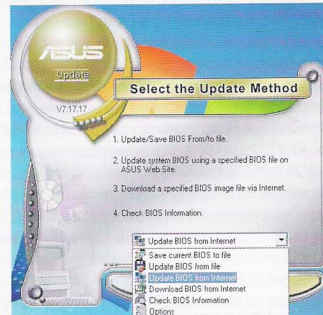 ASUS
Update
V7.17.17
Select the Update Method
1. Update/Save BIOS From/to file.
2. Update system BIOS using a specified BIOS file on
ASUS Web Site.
3. Download a specified BIOS image file via Internet.
4. Check BIOS Information.
Update BIOS from Internet
Save current BIOS to file
Update BIOS from file
Update BIOS from Internet
Download BIOS from Internet
Check BIOS Information
Options